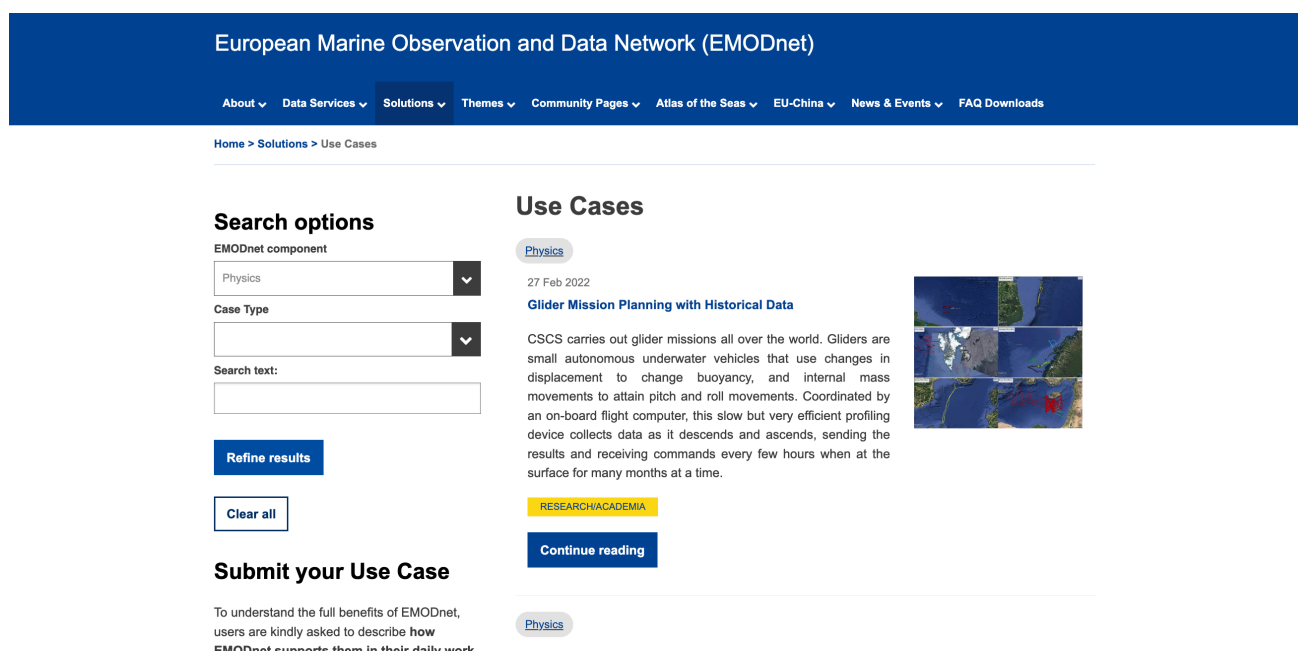 European Marine Observation and Data Network (EMODnet)
About Data Services Solutions Themes Community Pages Atlas of the Seas EU-China News & Events FAQ Downloads
Home > Solutions > Use Cases
Search options
EMODnet component
Physics
Case Type
Search text:
Refine results
Clear all
Submit your Use Case
To understand the full benefits of EMODnet,
users are kindly asked to describe how
EMODnet supports them in their daily work
Use Cases
Physics
27 Feb 2022
Glider Mission Planning with Historical Data
CSCS carries out glider missions all over the world. Gliders are
small autonomous underwater vehicles that use changes in
displacement to change buoyancy, and internal mass
movements to attain pitch and roll movements. Coordinated by
an on-board flight computer, this slow but very efficient profiling
device collects data as it descends and ascends, sending the
results and receiving commands every few hours when at the
surface for many months at a time.
RESEARCH/ACADEMIA
Continue reading
Physics